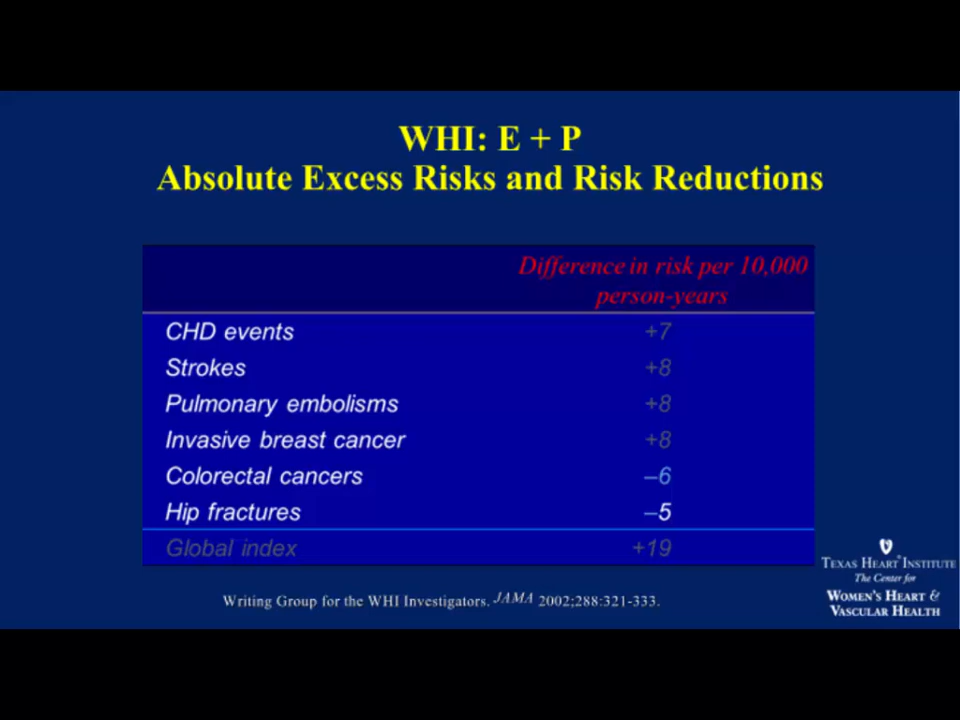 WHI: E + P
Absolute Excess Risks and Risk Reductions
Difference in risk per 10,000
person-years
CHD events +7
Strokes +8
Pulmonary embolisms +8
Invasive breast cancer +8
Colorectal cancers –6
Hip fractures –5
Global index +19
TEXAS HEART® INSTITUTE
The Center for
WOMEN'S HEART &
VASCULAR HEALTH
Writing Group for the WHI Investigators. JAMA 2002;288:321-333.